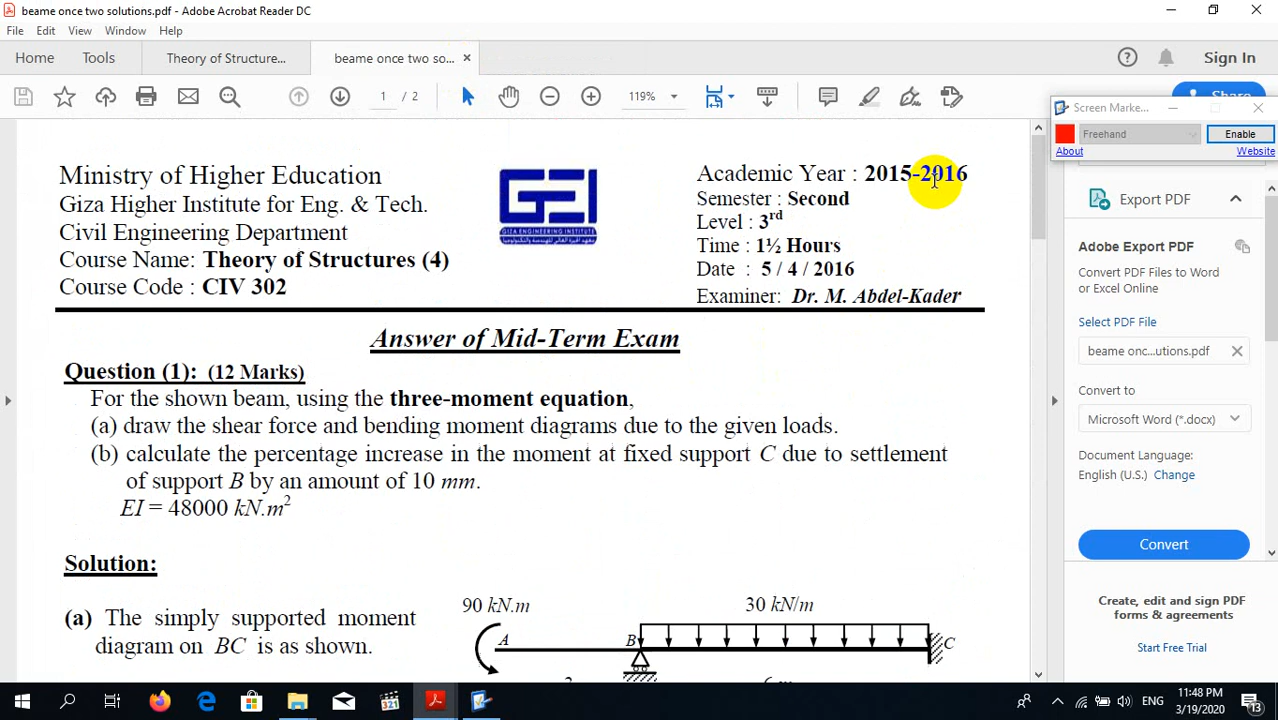 beame once two solutions.pdf - Adobe Acrobat Reader DC
File Edit View Window Help
Home Tools Theory of Structure... beame once two so... × Sign In
1 / 2 119% Share
Screen Marke...
Freehand Enable
About Website
Ministry of Higher Education
Giza Higher Institute for Eng. & Tech.
Civil Engineering Department
Course Name: Theory of Structures (4)
Course Code : CIV 302
GEI
GIZA ENGINEERING INSTITUTE
Academic Year : 2015-2016
Semester : Second
Level : 3rd
Time : 1½ Hours
Date : 5 / 4 / 2016
Examiner: Dr. M. Abdel-Kader
Answer of Mid-Term Exam
Question (1): (12 Marks)
For the shown beam, using the three-moment equation,
(a) draw the shear force and bending moment diagrams due to the given loads.
(b) calculate the percentage increase in the moment at fixed support C due to settlement
of support B by an amount of 10 mm.
EI = 48000 kN.m²
Solution:
(a) The simply supported moment
diagram on BC is as shown.
90 kN.m 30 kN/m
A B C
Export PDF
Adobe Export PDF
Convert PDF Files to Word
or Excel Online
Select PDF File
beame onc...utions.pdf
Convert to
Microsoft Word (*.docx)
Document Language:
English (U.S.) Change
Convert
Create, edit and sign PDF
forms & agreements
Start Free Trial
321
ENG
11:48 PM
3/19/2020
13